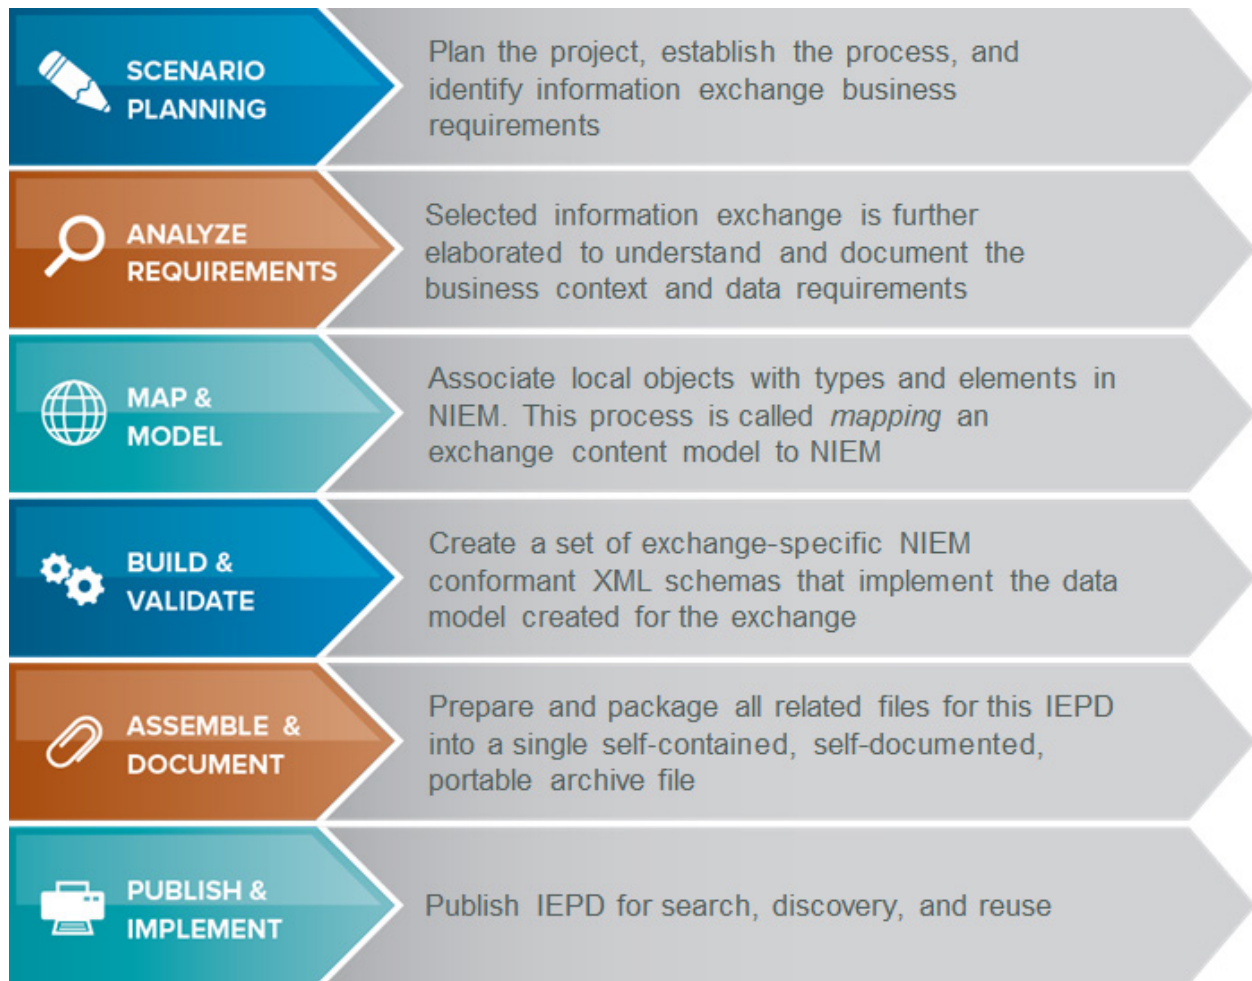 SCENARIO
PLANNING
Plan the project, establish the process, and
identify information exchange business
requirements
ANALYZE
REQUIREMENTS
Selected information exchange is further
elaborated to understand and document the
business context and data requirements
MAP &
MODEL
Associate local objects with types and elements in
NIEM. This process is called mapping an
exchange content model to NIEM
BUILD &
VALIDATE
Create a set of exchange-specific NIEM
conformant XML schemas that implement the data
model created for the exchange
ASSEMBLE &
DOCUMENT
Prepare and package all related files for this IEPD
into a single self-contained, self-documented,
portable archive file
PUBLISH &
IMPLEMENT
Publish IEPD for search, discovery, and reuse